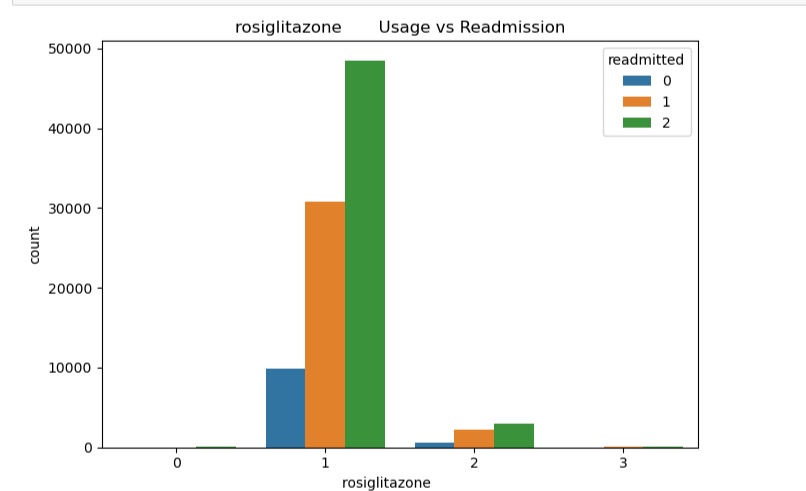 rosiglitazone Usage vs Readmission
50000
40000
30000
20000
10000
0
count
readmitted
0
1
2
0 1 2 3
rosiglitazone